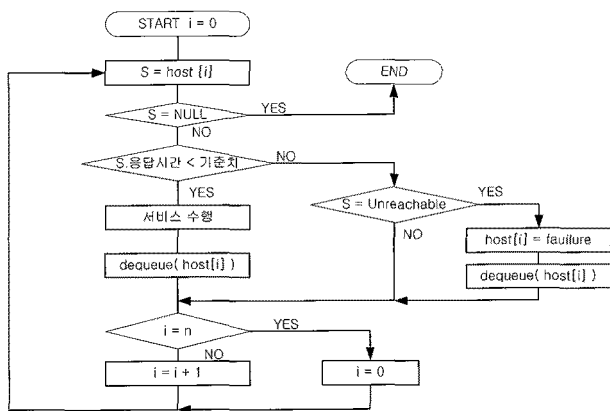 START i = 0
S = host [i]
END
S = NULL
YES
NO
S.응답시간 < 기준치
NO
YES
S = Unreachable
YES
NO
서비스 수행
host[i] = fauilure
dequeue( host[i] )
dequeue( host[i] )
i = n
YES
NO
i = i + 1
i = 0